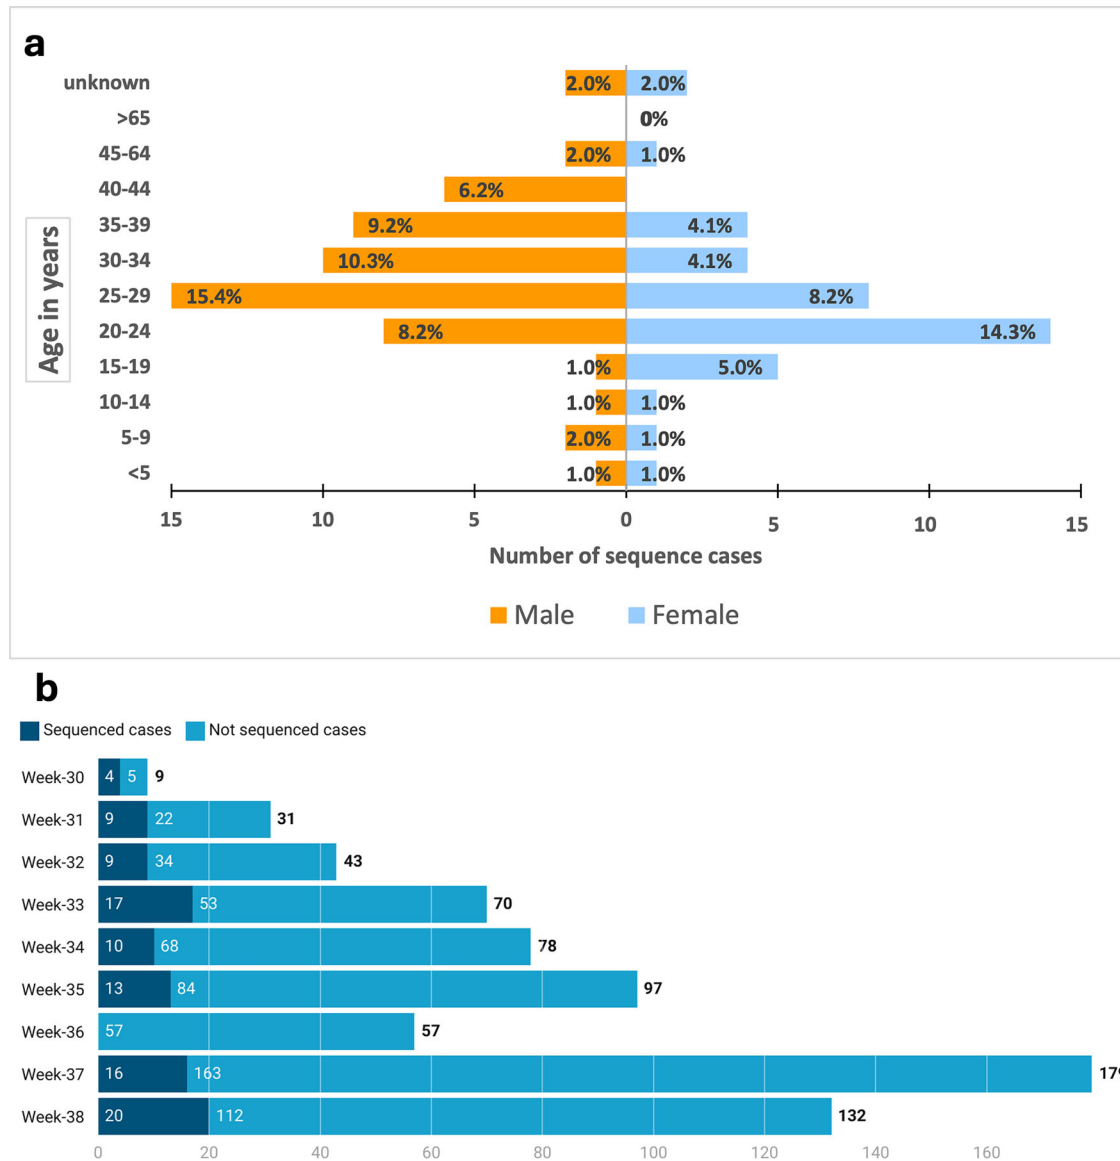 a
unknown 2.0% 2.0%
>65 0%
45-64 2.0% 1.0%
40-44 6.2%
35-39 9.2% 4.1%
30-34 10.3% 4.1%
25-29 15.4% 8.2%
20-24 8.2% 14.3%
15-19 1.0% 5.0%
10-14 1.0% 1.0%
5-9 2.0% 1.0%
<5 1.0% 1.0%
Age in years
15 10 5 0 5 10 15
Number of sequence cases
Male Female
b
Sequenced cases Not sequenced cases
Week-30 4 5 9
Week-31 9 22 31
Week-32 9 34 43
Week-33 17 53 70
Week-34 10 68 78
Week-35 13 84 97
Week-36 57 57
Week-37 16 163 179
Week-38 20 112 132
0 20 40 60 80 100 120 140 160